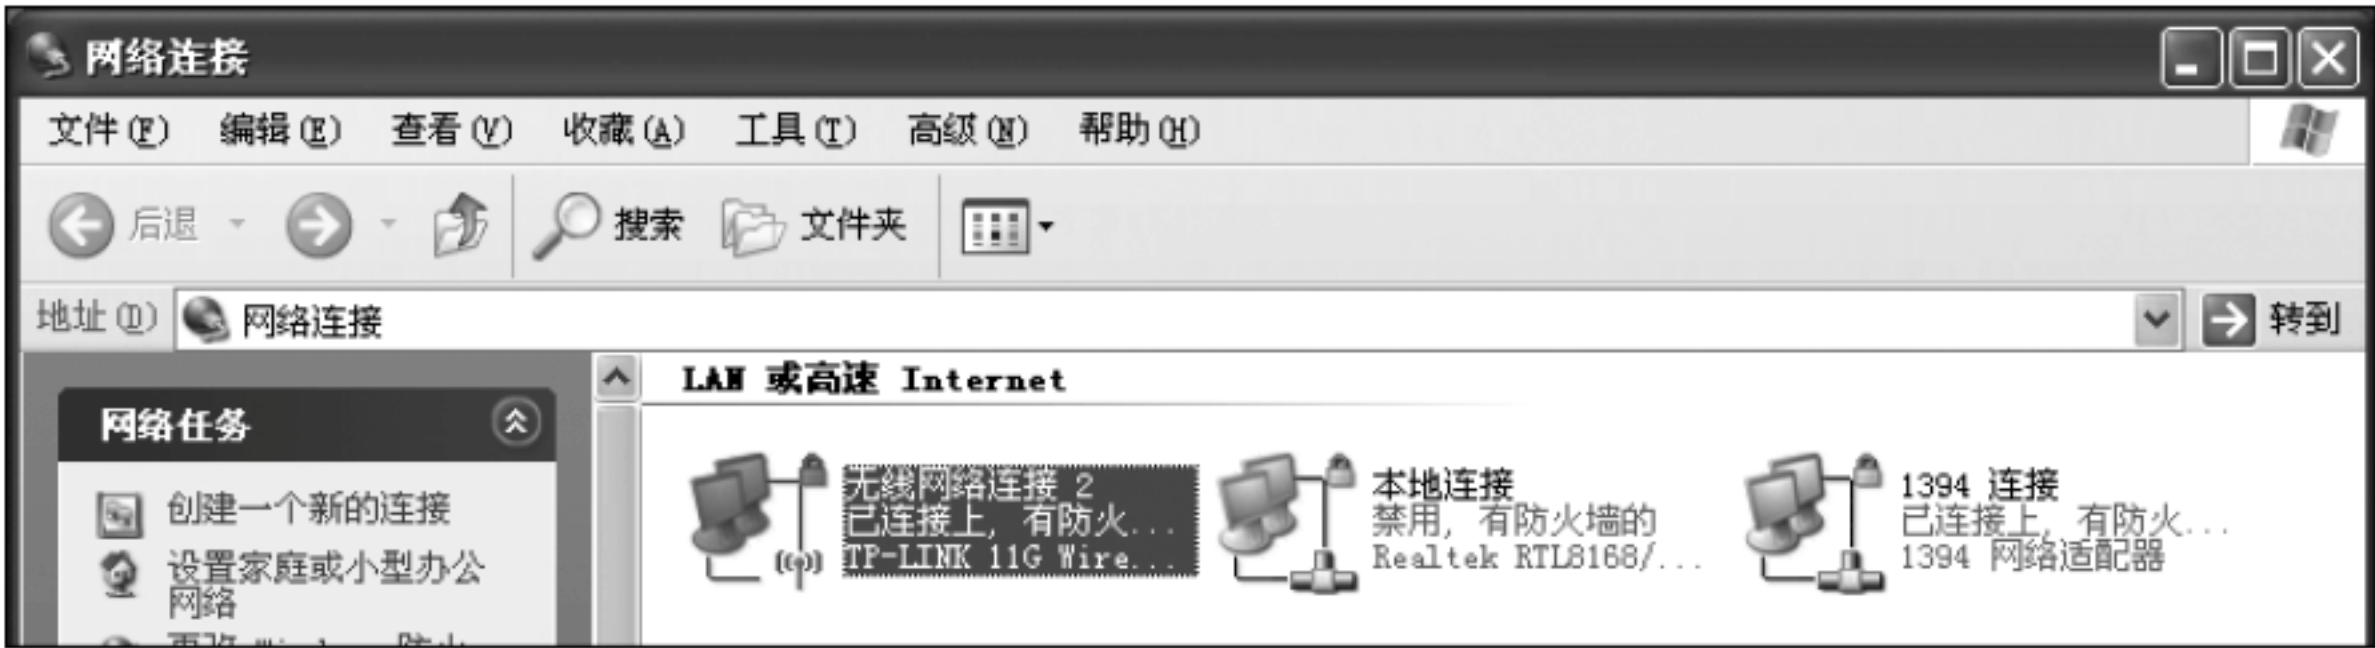 网络连接
文件(F) 编辑(E) 查看(V) 收藏(A) 工具(T) 高级(N) 帮助(H)
后退 搜索 文件夹
地址(D) 网络连接 转到
LAN 或高速 Internet
网络任务
创建一个新的连接
设置家庭或小型办公
网络
无线网络连接 2
已连接上, 有防火...
TP-LINK 11G Wire...
本地连接
禁用, 有防火墙的
Realtek RTL8168/...
1394 连接
已连接上, 有防火...
1394 网络适配器